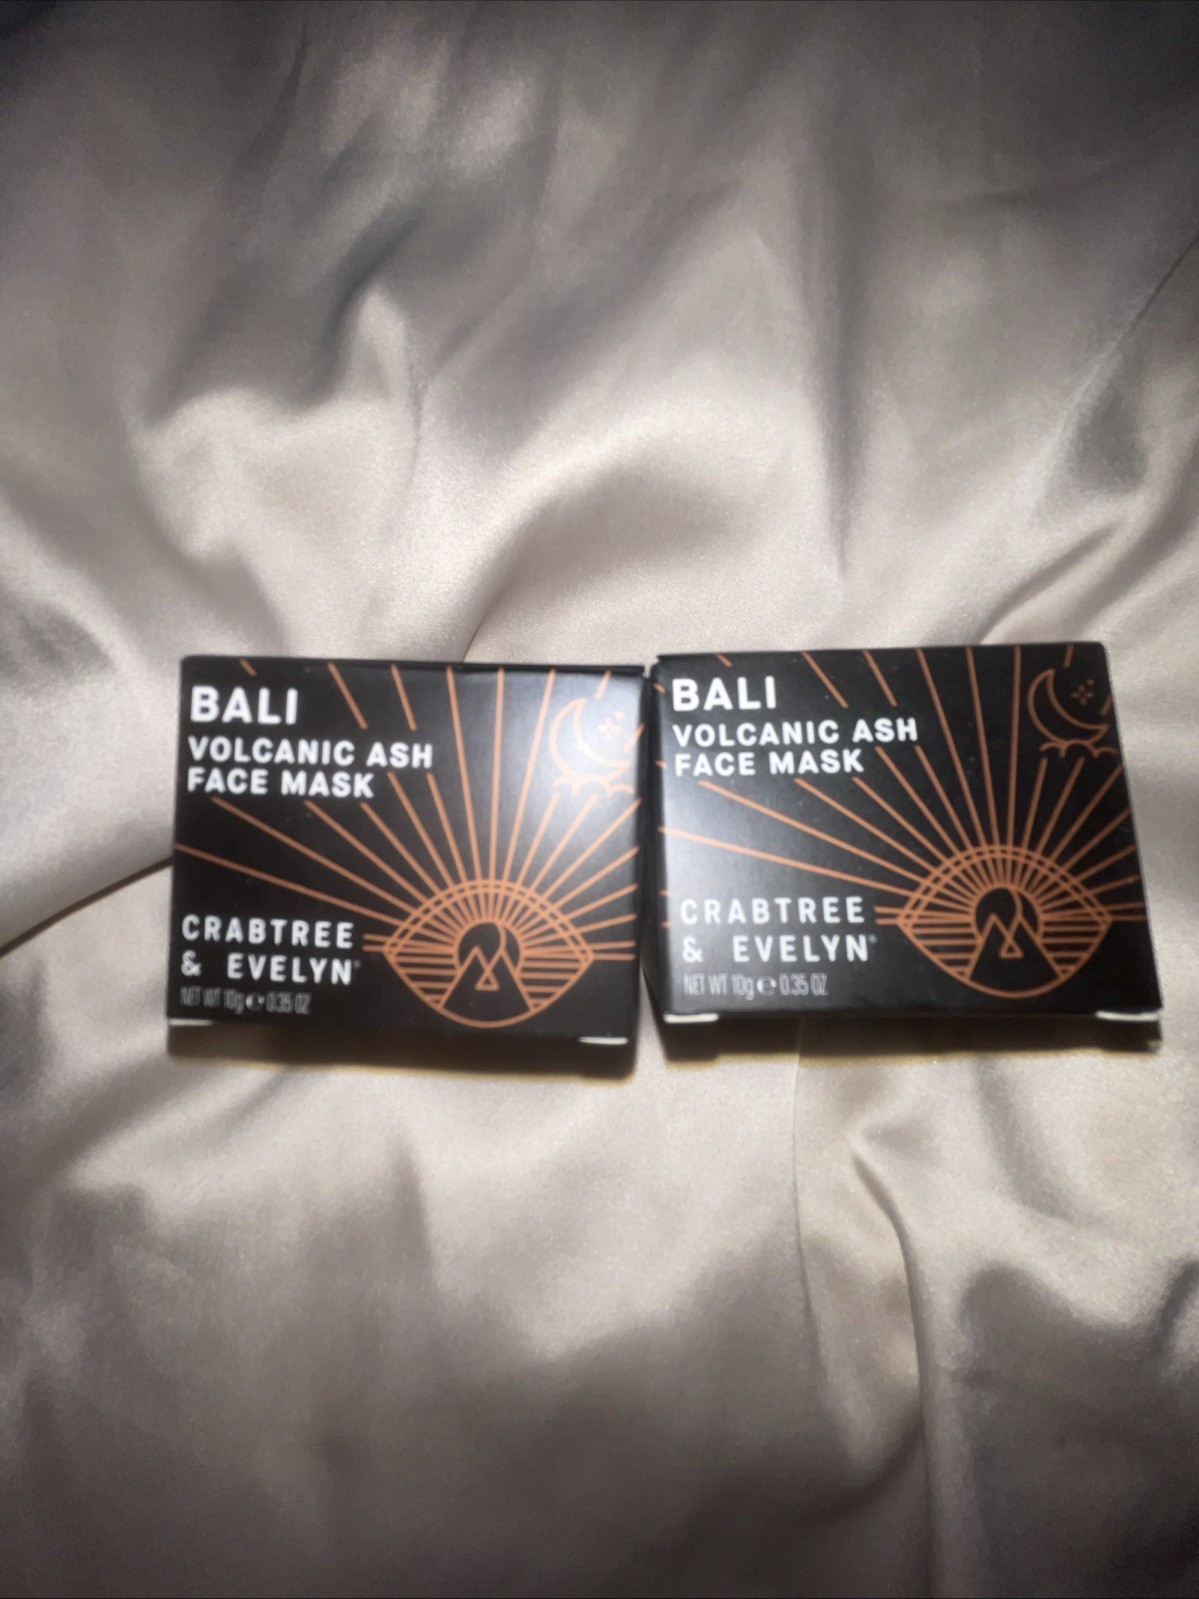 BALI
VOLCANIC ASH
FACE MASK
CRABTREE
& EVELYN®
NET WT 10g ℮ 0.35 OZ
BALI
VOLCANIC ASH
FACE MASK
CRABTREE
& EVELYN®
NET WT 10g ℮ 0.35 OZ